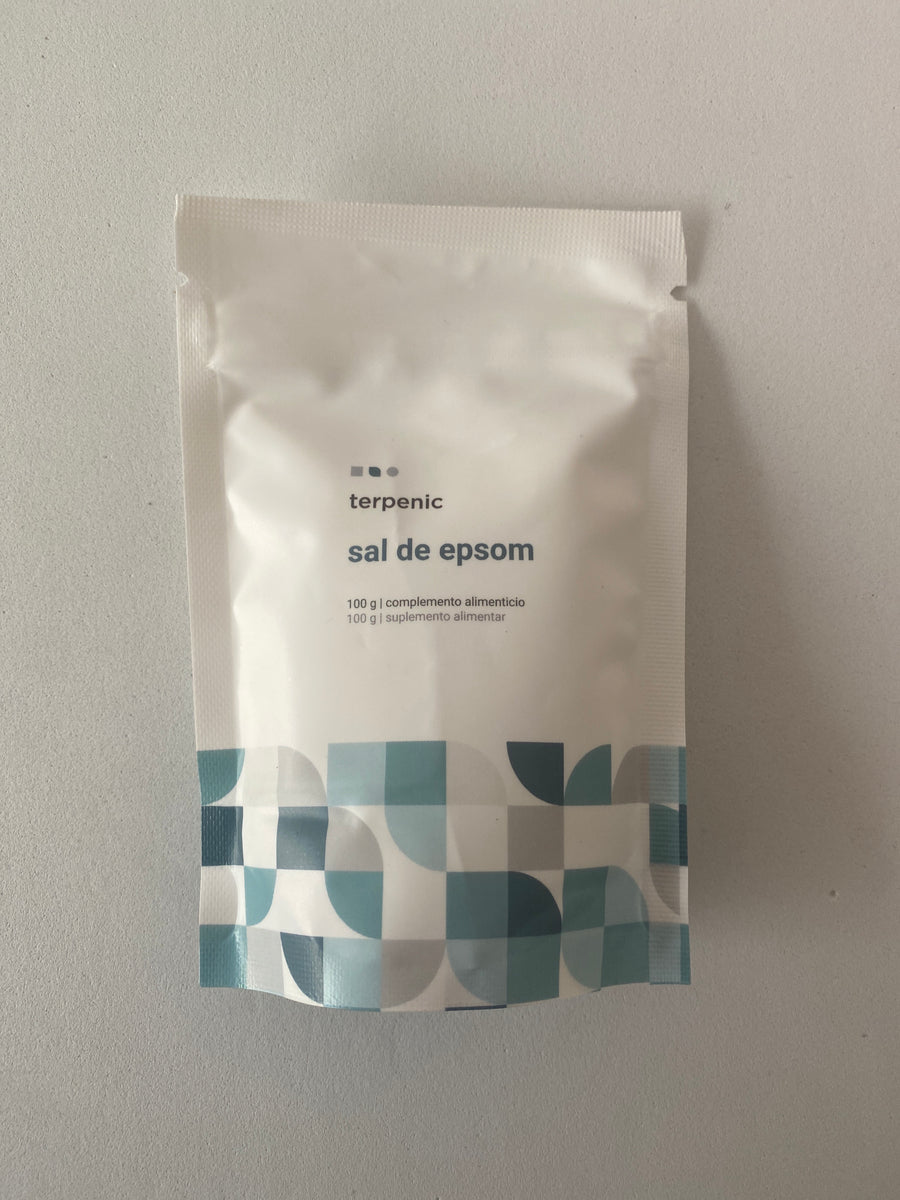 terpenic
sal de epsom
100 g | complemento alimenticio
100 g | suplemento alimentar